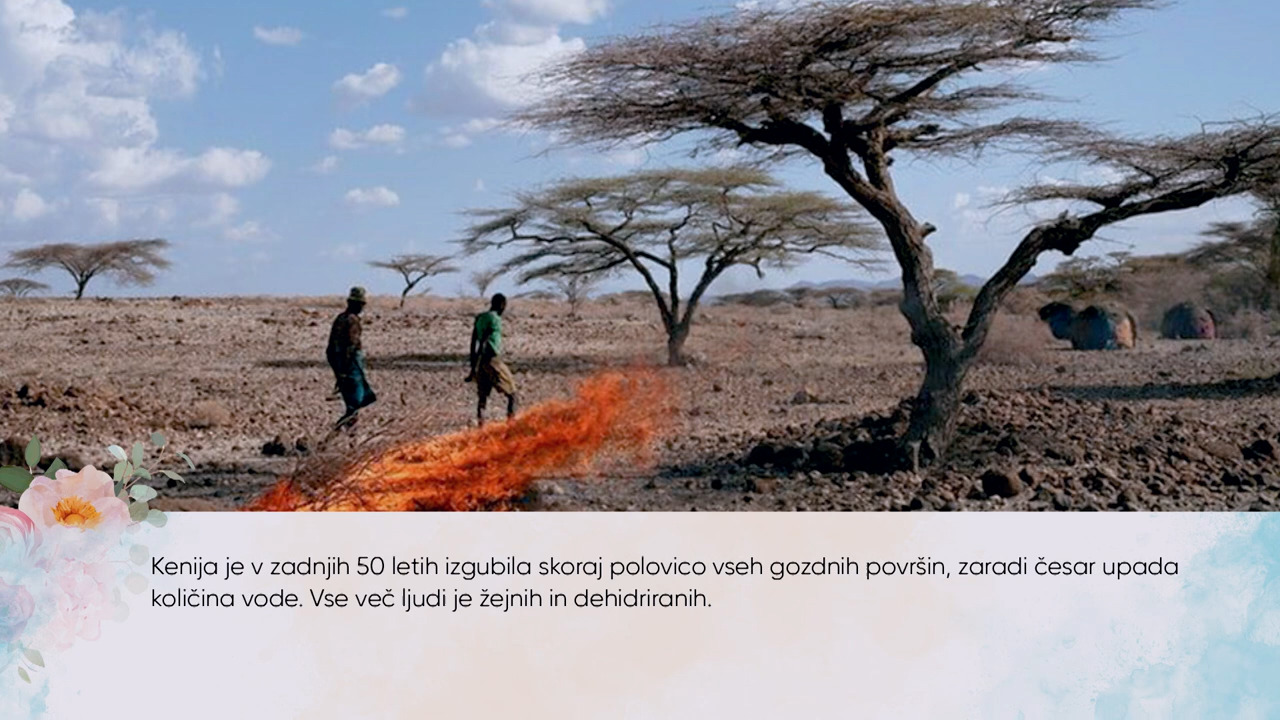 Kenija je v zadnjih 50 letih izgubila skoraj polovico vseh gozdnih površin, zaradi česar upada
količina vode. Vse več ljudi je žejnih in dehidriranih.